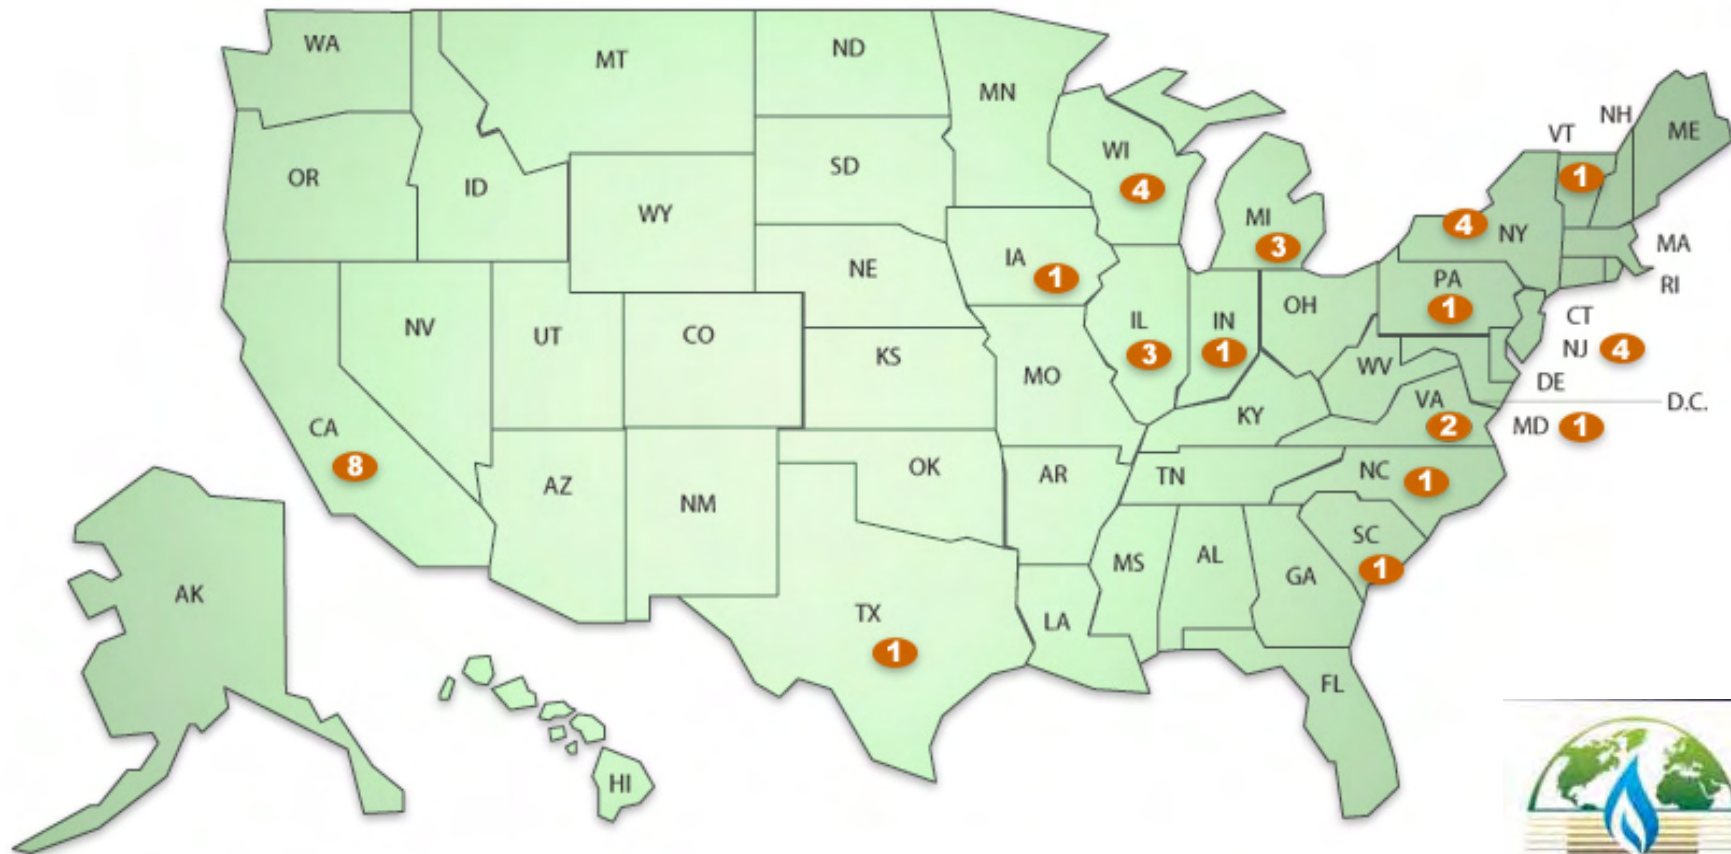 WA
MT
ND
MN
OR
ID
WY
SD
WI
4
MI
3
VT
1
NH
ME
4
NY
MA
RI
NV
UT
CO
NE
KS
IA
1
MO
IL
3
IN
1
OH
PA
1
CT
NJ 4
DE
D.C.
MD 1
WV
VA
2
KY
CA
8
AZ
NM
OK
AR
TN
NC
1
SC
1
MS
AL
GA
TX
1
LA
FL
AK
HI